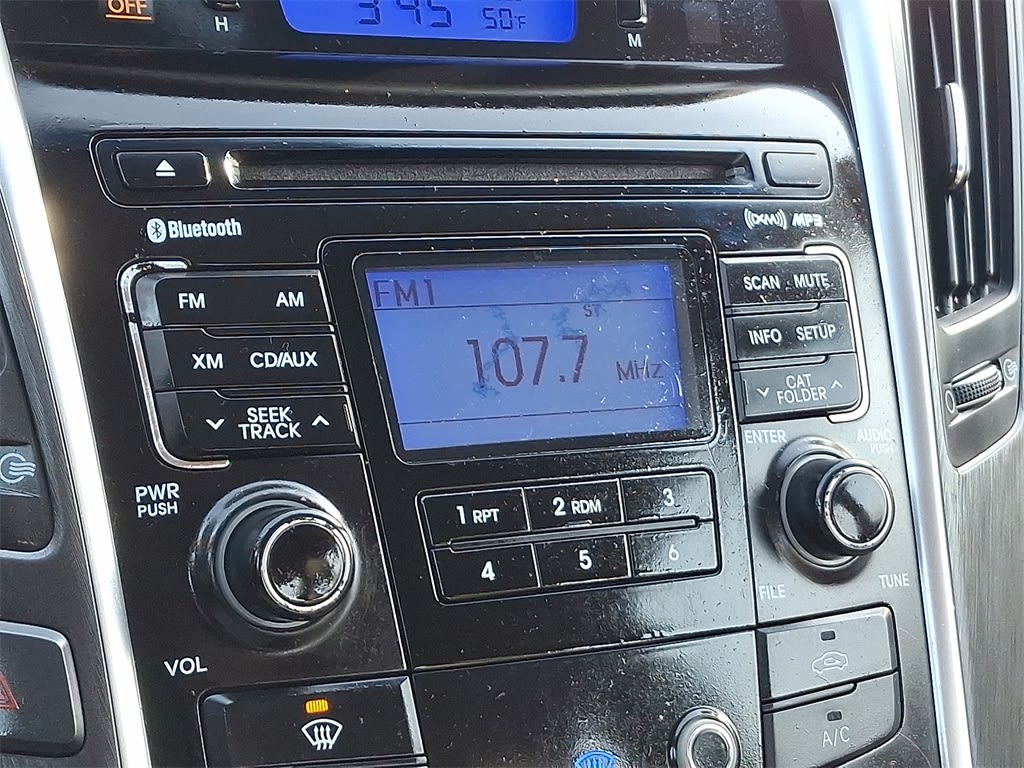 OFF
H
3:45 50°F
M
Bluetooth
((XM)) MP3
FM AM
FM1
SCAN MUTE
ST
XM CD/AUX
107.7 MHz
INFO SETUP
SEEK
TRACK
CAT
FOLDER
ENTER
AUDIO
PUSH
PWR
PUSH
1 RPT 2 RDM 3
4 5 6
FILE
TUNE
VOL
A/C